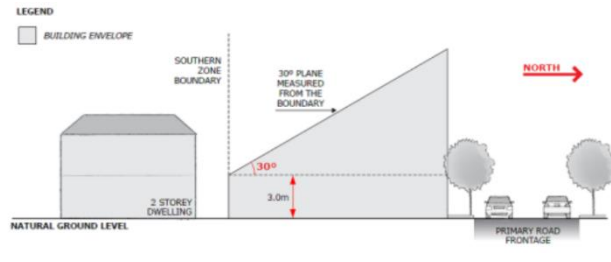 LEGEND
BUILDING ENVELOPE
SOUTHERN
ZONE
BOUNDARY
30º PLANE
MEASURED
FROM THE
BOUNDARY
NORTH
30º
3.0m
2 STOREY
DWELLING
NATURAL GROUND LEVEL
PRIMARY ROAD
FRONTAGE